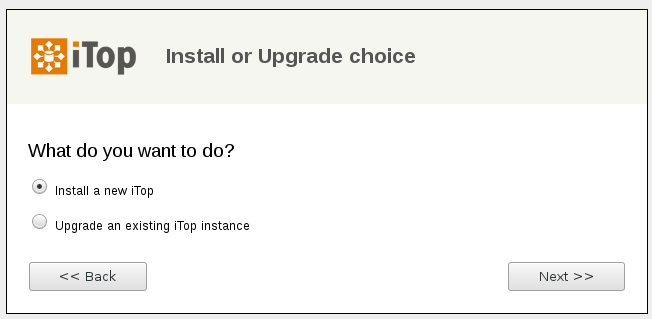 iTop
Install or Upgrade choice
What do you want to do?
Install a new iTop
Upgrade an existing iTop instance
<< Back
Next >>